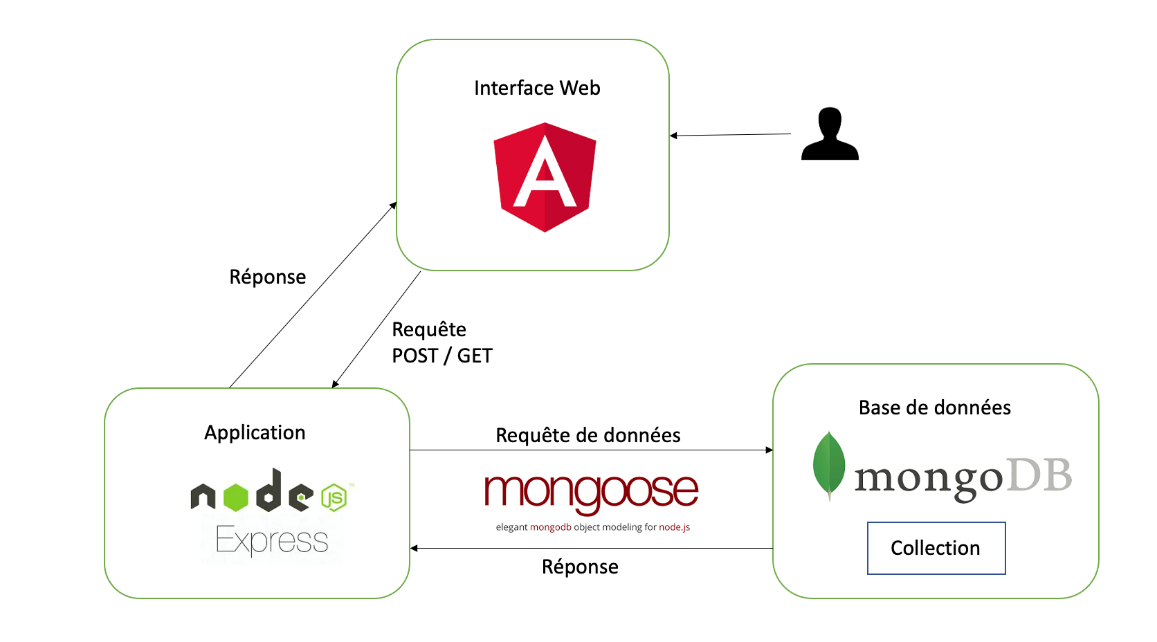 Interface Web
A
Réponse
Requête
POST / GET
Application
node
JS
Express
Requête de données
mongoose
elegant mongodb object modeling for node.js
Réponse
Base de données
mongoDB
Collection